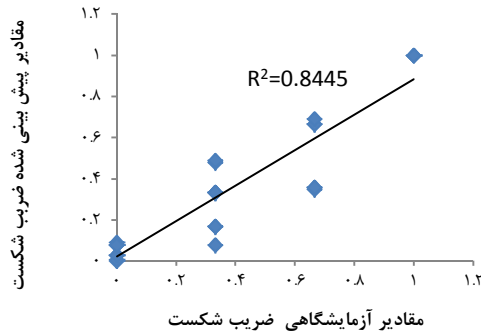 مقادیر پیش بینی شده ضریب شکست
۱.۲
۱
۰.۸
۰.۶
۰.۴
۰.۲
۰
R²=0.8445
۰ ۰.۲ ۰.۴ ۰.۶ ۰.۸ ۱ ۱.۲
مقادیر آزمایشگاهی ضریب شکست